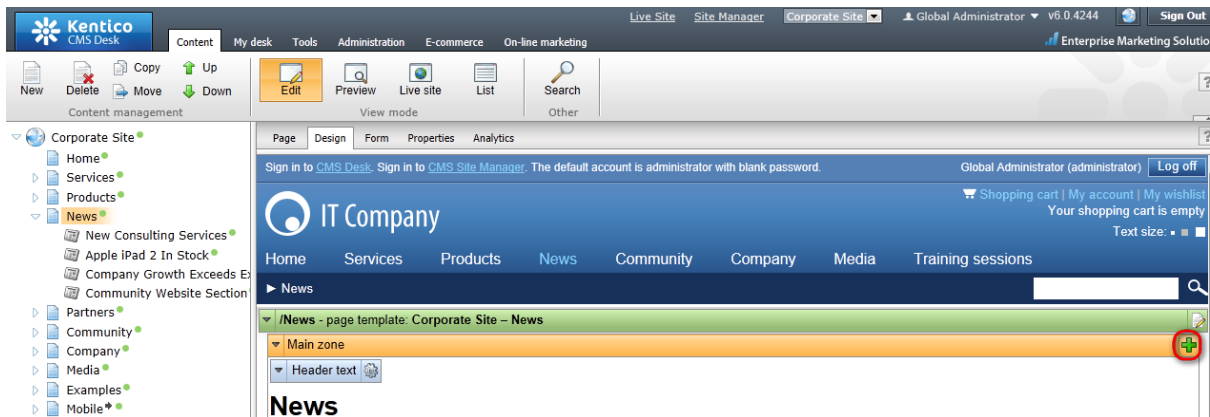 Kentico
CMS Desk
Live Site Site Manager Corporate Site Global Administrator v6.0.4244 Sign Out
Content My desk Tools Administration E-commerce On-line marketing
Enterprise Marketing Solutio
New Delete Copy Move Up Down
Content management
Edit Preview Live site List
View mode
Search
Other
?
Corporate Site
Home
Services
Products
News
New Consulting Services
Apple iPad 2 In Stock
Company Growth Exceeds Ex
Community Website Section
Partners
Community
Company
Media
Examples
Mobile
Page Design Form Properties Analytics
?
Sign in to CMS Desk. Sign in to CMS Site Manager. The default account is administrator with blank password.
Global Administrator (administrator) Log off
IT Company
Shopping cart | My account | My wishlist
Your shopping cart is empty
Text size:
Home Services Products News Community Company Media Training sessions
► News
/News - page template: Corporate Site – News
Main zone
Header text
News